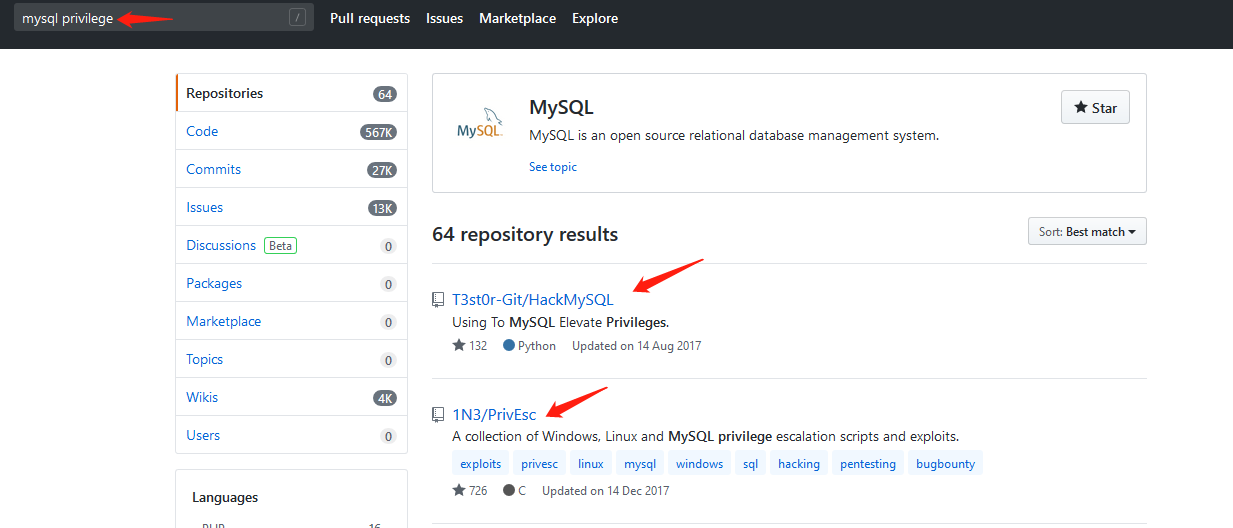 mysql privilege
/
Pull requests Issues Marketplace Explore
Repositories 64
Code 567K
Commits 27K
Issues 13K
Discussions Beta 0
Packages 0
Marketplace 0
Topics 0
Wikis 4K
Users 0
Languages
MySQL
MySQL
Star
MySQL is an open source relational database management system.
See topic
64 repository results
Sort: Best match
T3st0r-Git/HackMySQL
Using To MySQL Elevate Privileges.
132 Python Updated on 14 Aug 2017
1N3/PrivEsc
A collection of Windows, Linux and MySQL privilege escalation scripts and exploits.
exploits privesc linux mysql windows sql hacking pentesting bugbounty
726 C Updated on 14 Dec 2017